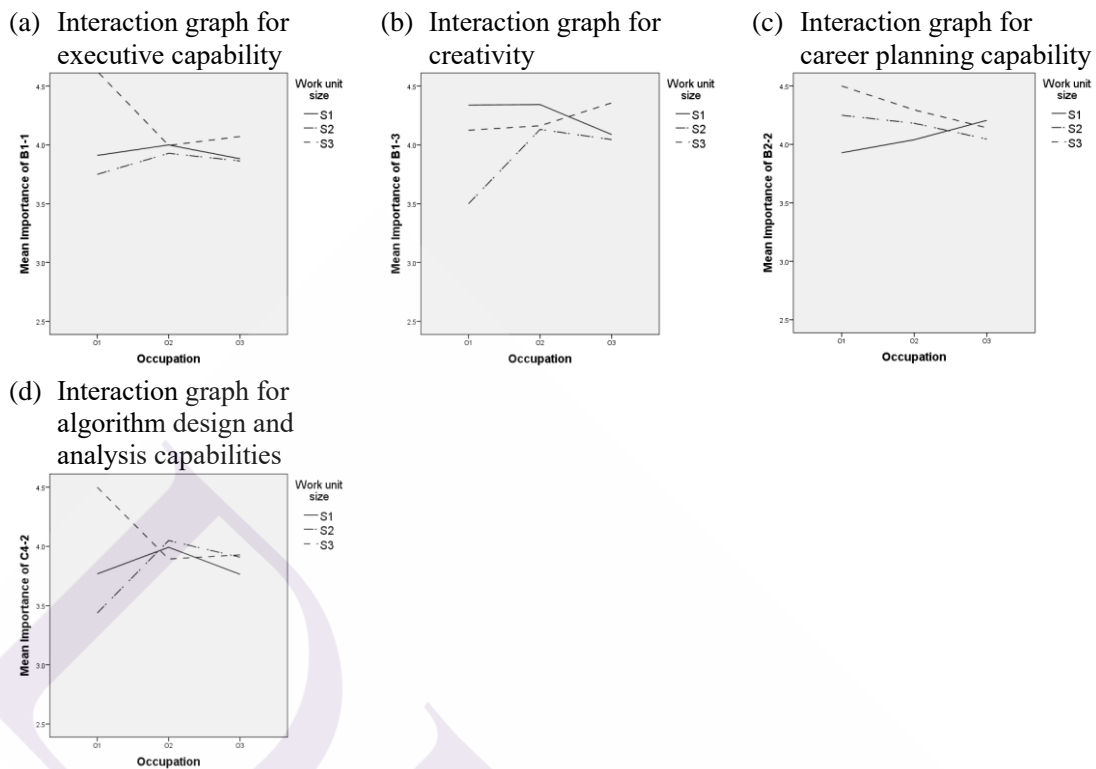 (a) Interaction graph for
executive capability
Mean Importance of B1-1
4.5
4.0
3.5
3.0
2.5
O1 O2 O3
Occupation
Work unit
size
S1
S2
S3
(b) Interaction graph for
creativity
Mean Importance of B1-3
4.5
4.0
3.5
3.0
2.5
O1 O2 O3
Occupation
Work unit
size
S1
S2
S3
(c) Interaction graph for
career planning capability
Mean Importance of B2-2
4.5
4.0
3.5
3.0
2.5
O1 O2 O3
Occupation
Work unit
size
S1
S2
S3
(d) Interaction graph for
algorithm design and
analysis capabilities
Mean Importance of C4-2
4.5
4.0
3.5
3.0
2.5
O1 O2 O3
Occupation
Work unit
size
S1
S2
S3